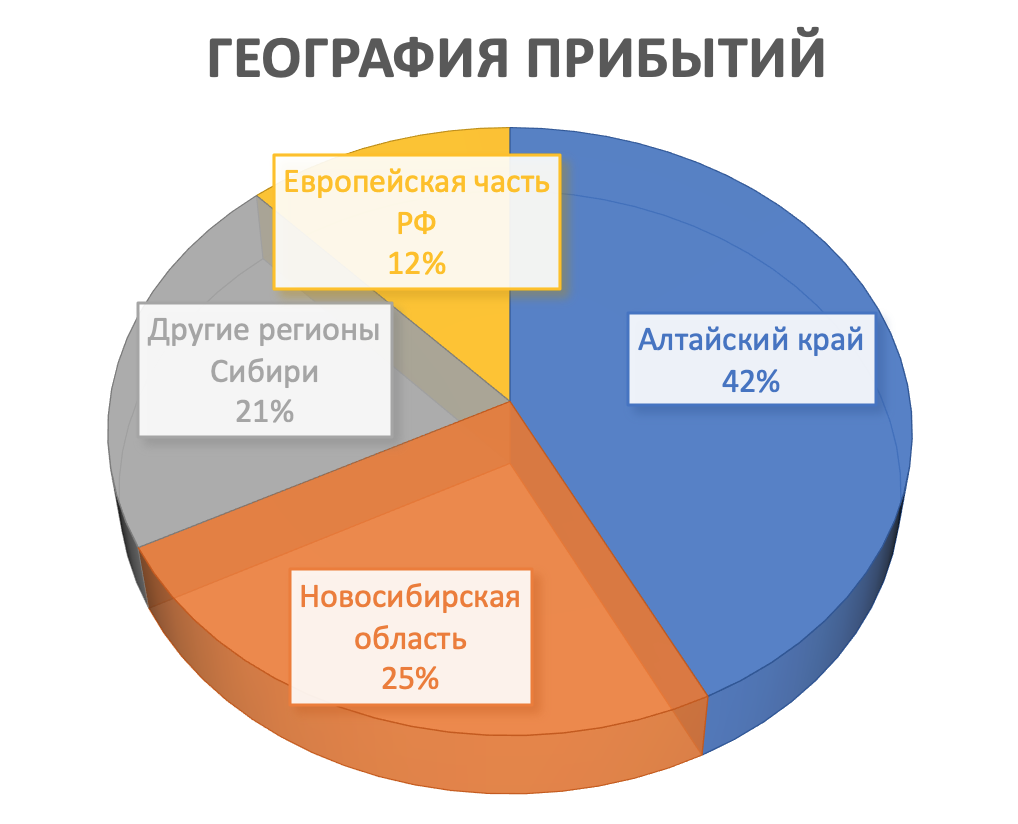 ГЕОГРАФИЯ ПРИБЫТИЙ
Европейская часть
РФ
12%
Другие регионы
Сибири
21%
Алтайский край
42%
Новосибирская
область
25%